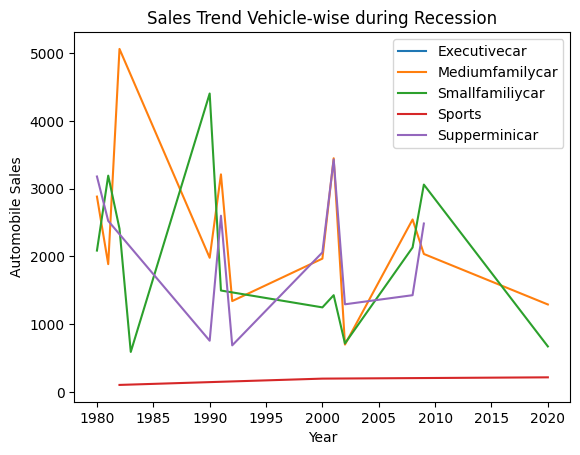 Sales Trend Vehicle-wise during Recession
Executivecar
Mediumfamilycar
Smallfamiliycar
Sports
Supperminicar
Automobile Sales
5000
4000
3000
2000
1000
0
1980 1985 1990 1995 2000 2005 2010 2015 2020
Year